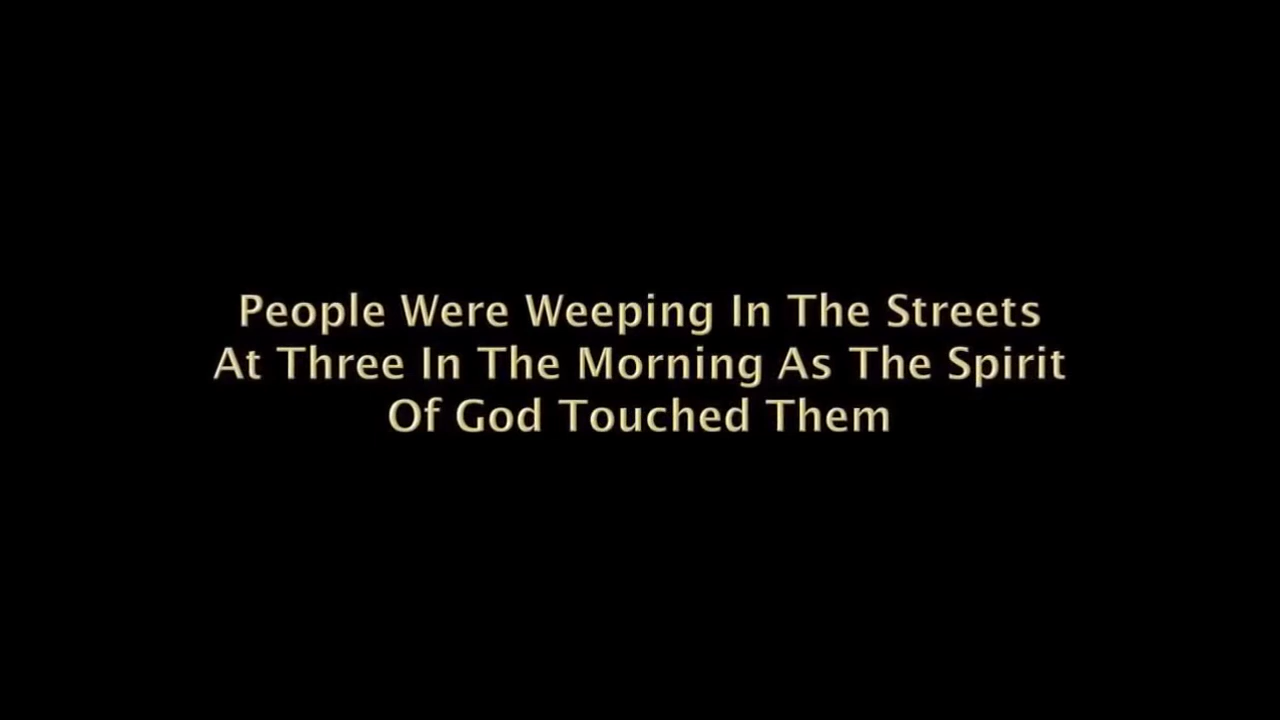 People Were Weeping In The Streets
At Three In The Morning As The Spirit
Of God Touched Them